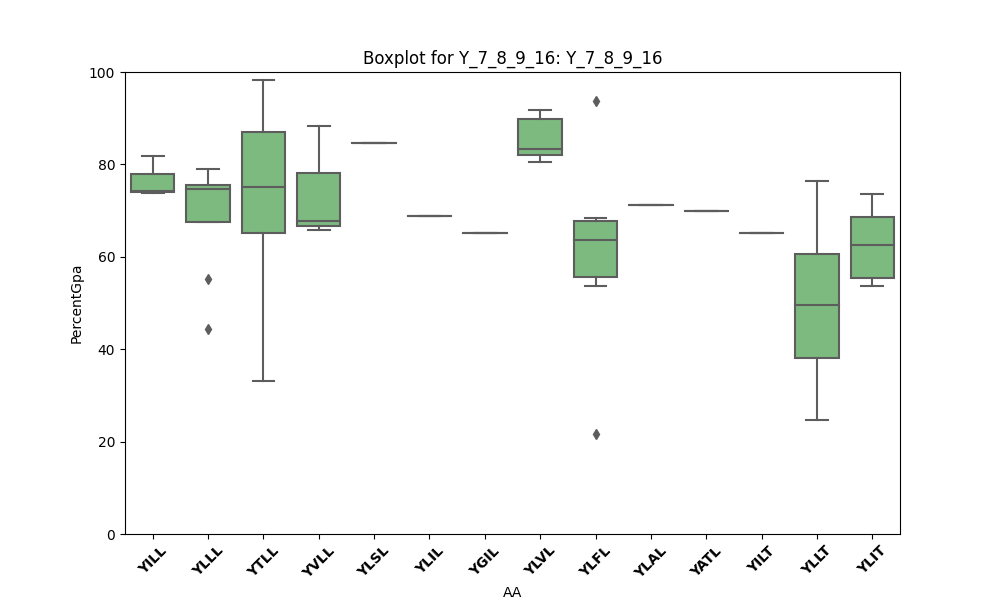 Boxplot for Y_7_8_9_16: Y_7_8_9_16
100
80
60
40
20
0
PercentGpa
YILL YLLL YTLL YVLL YLSL YLIL YGIL YLVL YLFL YLAL YATL YILT YLLT YLIT
AA